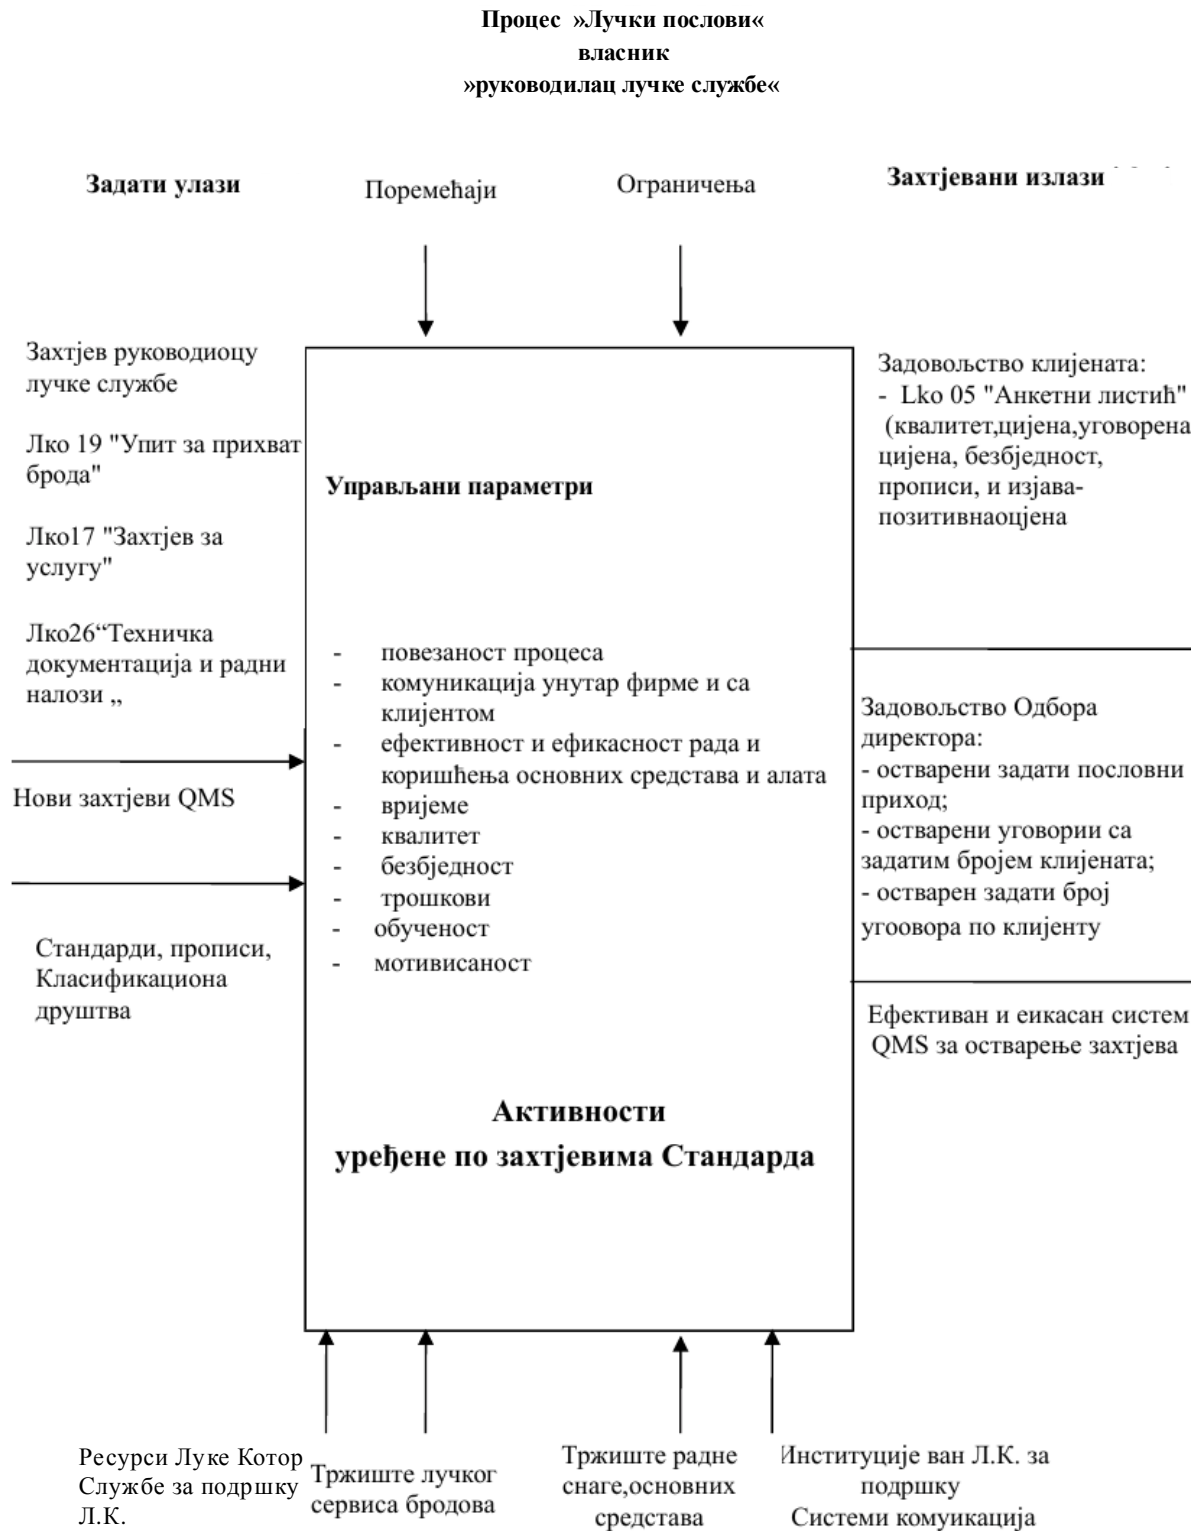 Процес »Лучки послови«
власник
»руководилац лучке службе«
Задати улази
Поремећаји
Ограничења
Захтјевани излази
Захтјев руководиоцу
лучке службе
Лко 19 "Упит за прихват
брода"
Лко17 "Захтјев за
услугу"
Лко26“Техничка
документација и радни
налози „
Нови захтјеви QMS
Стандарди, прописи,
Класификациона
друштва
Управљани параметри
- повезаност процеса
- комуникација унутар фирме и са
клијентом
- ефективност и ефикасност рада и
коришћења основних средстава и алата
- вријеме
- квалитет
- безбједност
- трошкови
- обученост
- мотивисаност
Активности
уређене по захтјевима Стандарда
Задовољство клијената:
- Lko 05 "Анкетни листић"
(квалитет,цијена,уговорена
цијена, безбједност,
прописи, и изјава-
позитивнаоцјена
Задовољство Одбора
директора:
- остварени задати пословни
приход;
- остварени уговории са
задатим бројем клијената;
- остварен задати број
угоовора по клијенту
Ефективан и еикасан систем
QMS за остварење захтјева
Ресурси Луке Котор
Службе за подршку
Л.К.
Тржиште лучког
сервиса бродова
Тржиште радне
снаге,основних
средстава
Институције ван Л.К. за
подршку
Системи комуикација